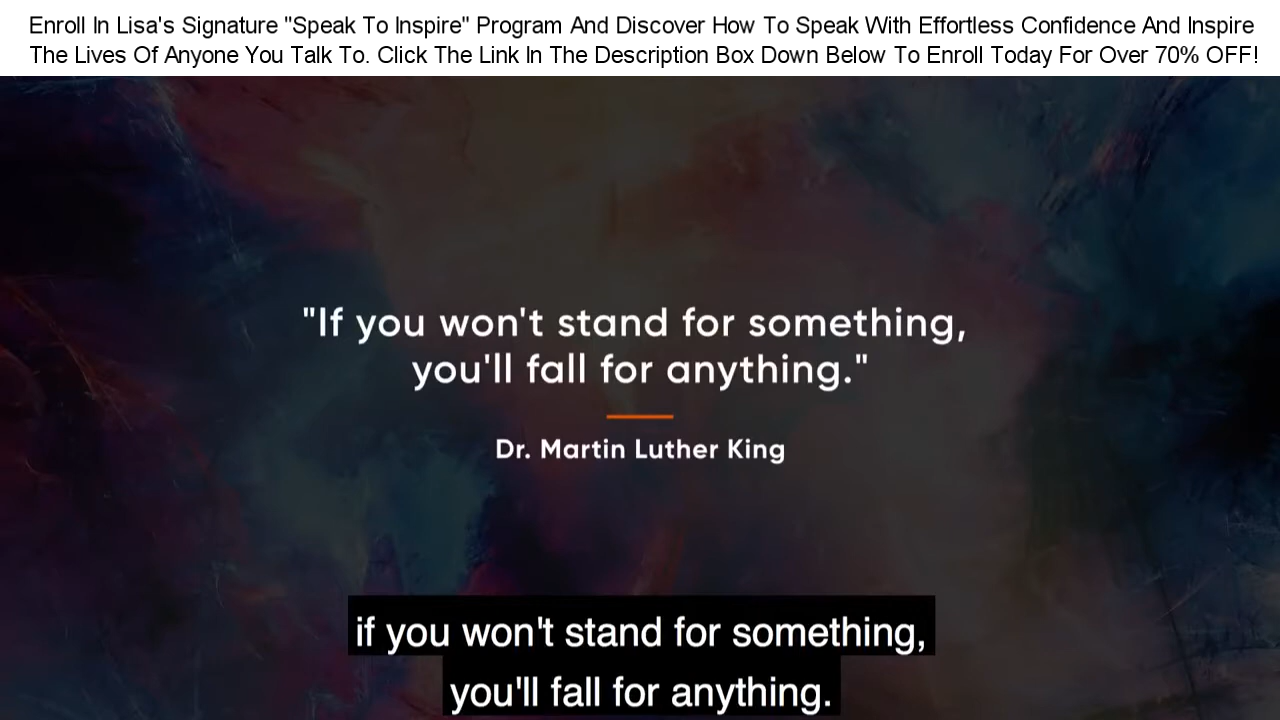 Enroll In Lisa's Signature "Speak To Inspire" Program And Discover How To Speak With Effortless Confidence And Inspire
The Lives Of Anyone You Talk To. Click The Link In The Description Box Down Below To Enroll Today For Over 70% OFF!
"If you won't stand for something,
you'll fall for anything."
Dr. Martin Luther King
if you won't stand for something,
you'll fall for anything.